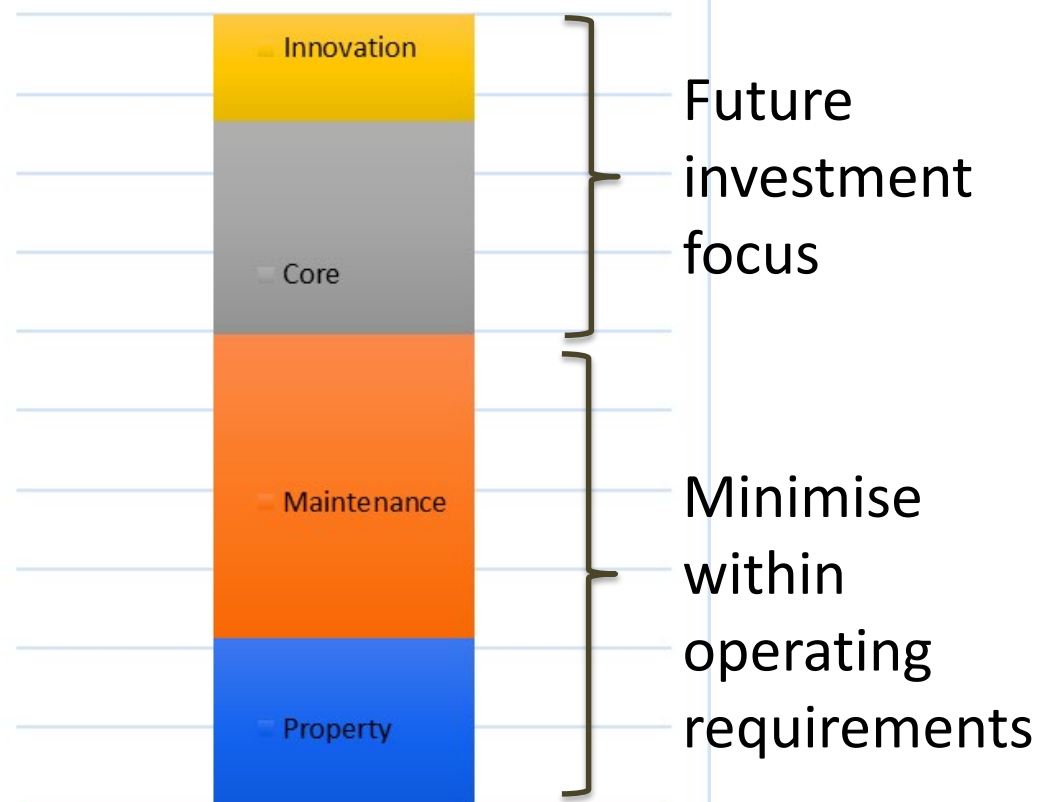 Innovation
Core
Maintenance
Property
Future
investment
focus
Minimise
within
operating
requirements